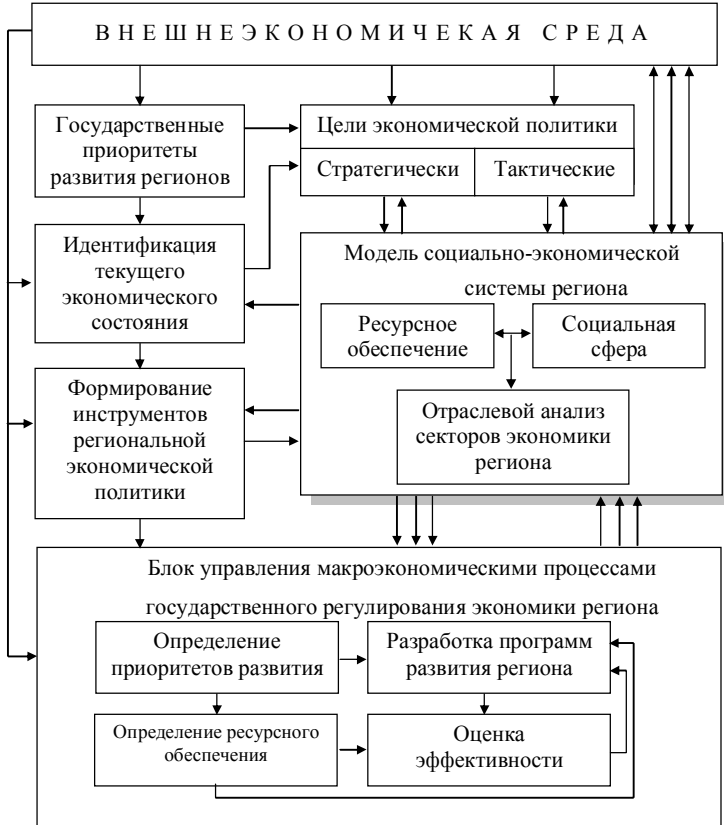 ВНЕШНЕЭКОНОМИЧЕКАЯ СРЕДА
Государственные
приоритеты
развития регионов
Цели экономической политики
Стратегически
Тактические
Идентификация
текущего
экономического
состояния
Модель социально-экономической
системы региона
Ресурсное
обеспечение
Социальная
сфера
Отраслевой анализ
секторов экономики
региона
Формирование
инструментов
региональной
экономической
политики
Блок управления макроэкономическими процессами
государственного регулирования экономики региона
Определение
приоритетов развития
Разработка программ
развития региона
Определение ресурсного
обеспечения
Оценка
эффективности